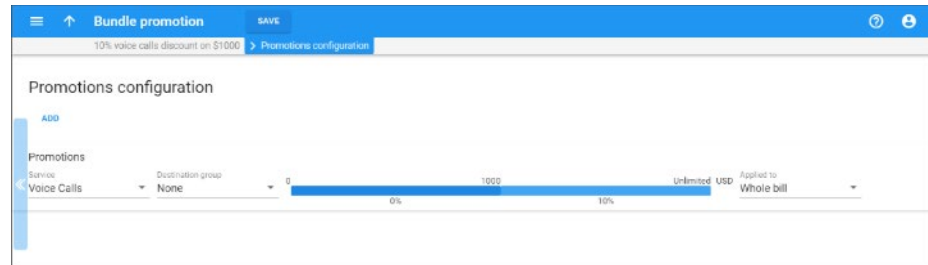 Bundle promotion SAVE
10% voice calls discount on $1000 > Promotions configuration
Promotions configuration
ADD
Promotions
Service Destination group 0 1000 Unlimited USD Applied to
Voice Calls None Whole bill
0% 10%